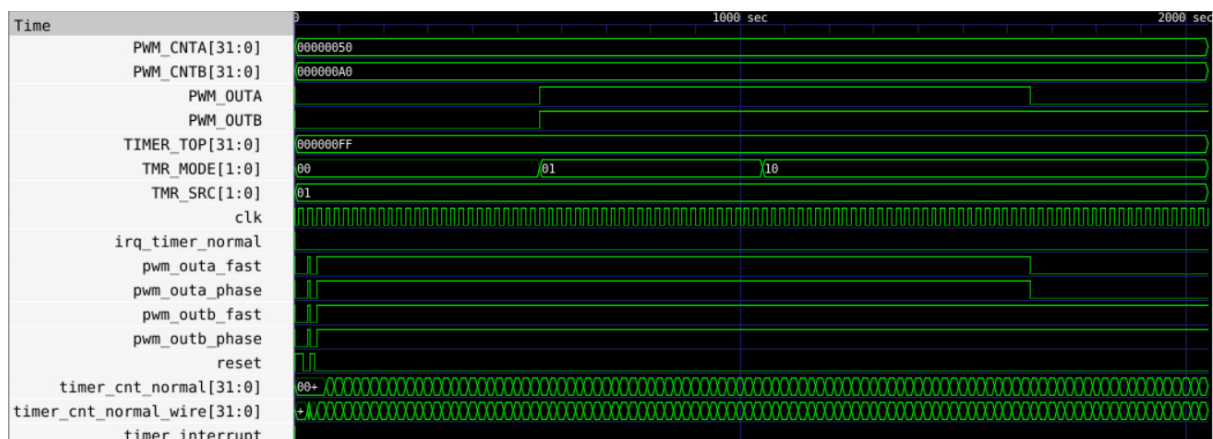 Time
0 1000 sec 2000 sec
PWM_CNTA[31:0] 00000050
PWM_CNTB[31:0] 000000A0
PWM_OUTA
PWM_OUTB
TIMER_TOP[31:0] 000000FF
TMR_MODE[1:0] 00 01 10
TMR_SRC[1:0] 01
clk
irq_timer_normal
pwm_outa_fast
pwm_outa_phase
pwm_outb_fast
pwm_outb_phase
reset
timer_cnt_normal[31:0] 00+
timer_cnt_normal_wire[31:0] +
timer_interrupt